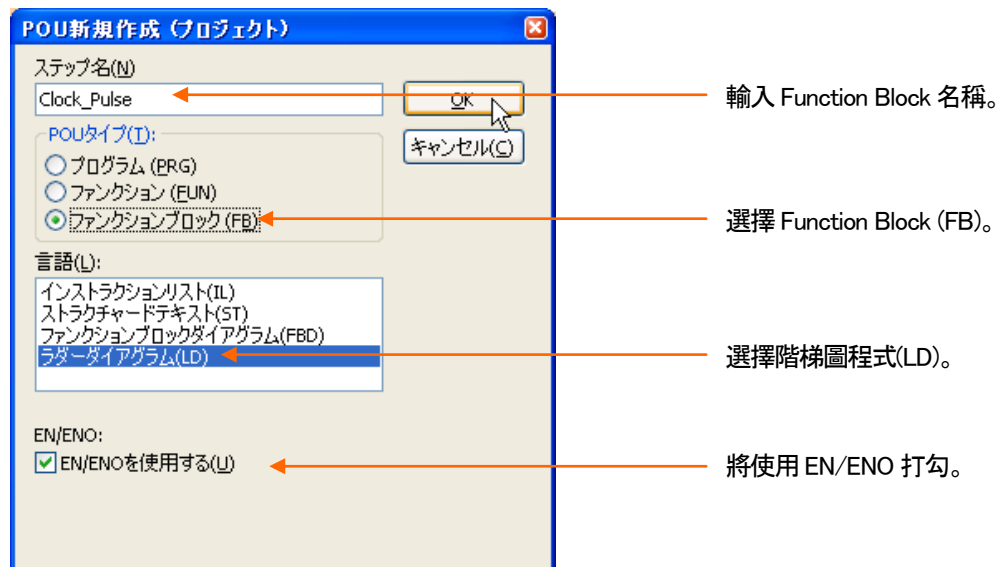 POU新規作成（プロジェクト）
ステップ名(N)
Clock_Pulse
OK
輸入 Function Block 名稱。
POUタイプ(T):
キャンセル(C)
プログラム (PRG)
ファンクション (FUN)
ファンクションブロック (FB)
選擇 Function Block (FB)。
言語(L):
インストラクションリスト(IL)
ストラクチャードテキスト(ST)
ファンクションブロックダイアグラム(FBD)
ラダーダイアグラム(LD)
選擇階梯圖程式(LD)。
EN/ENO:
EN/ENOを使用する(U)
將使用 EN/ENO 打勾。